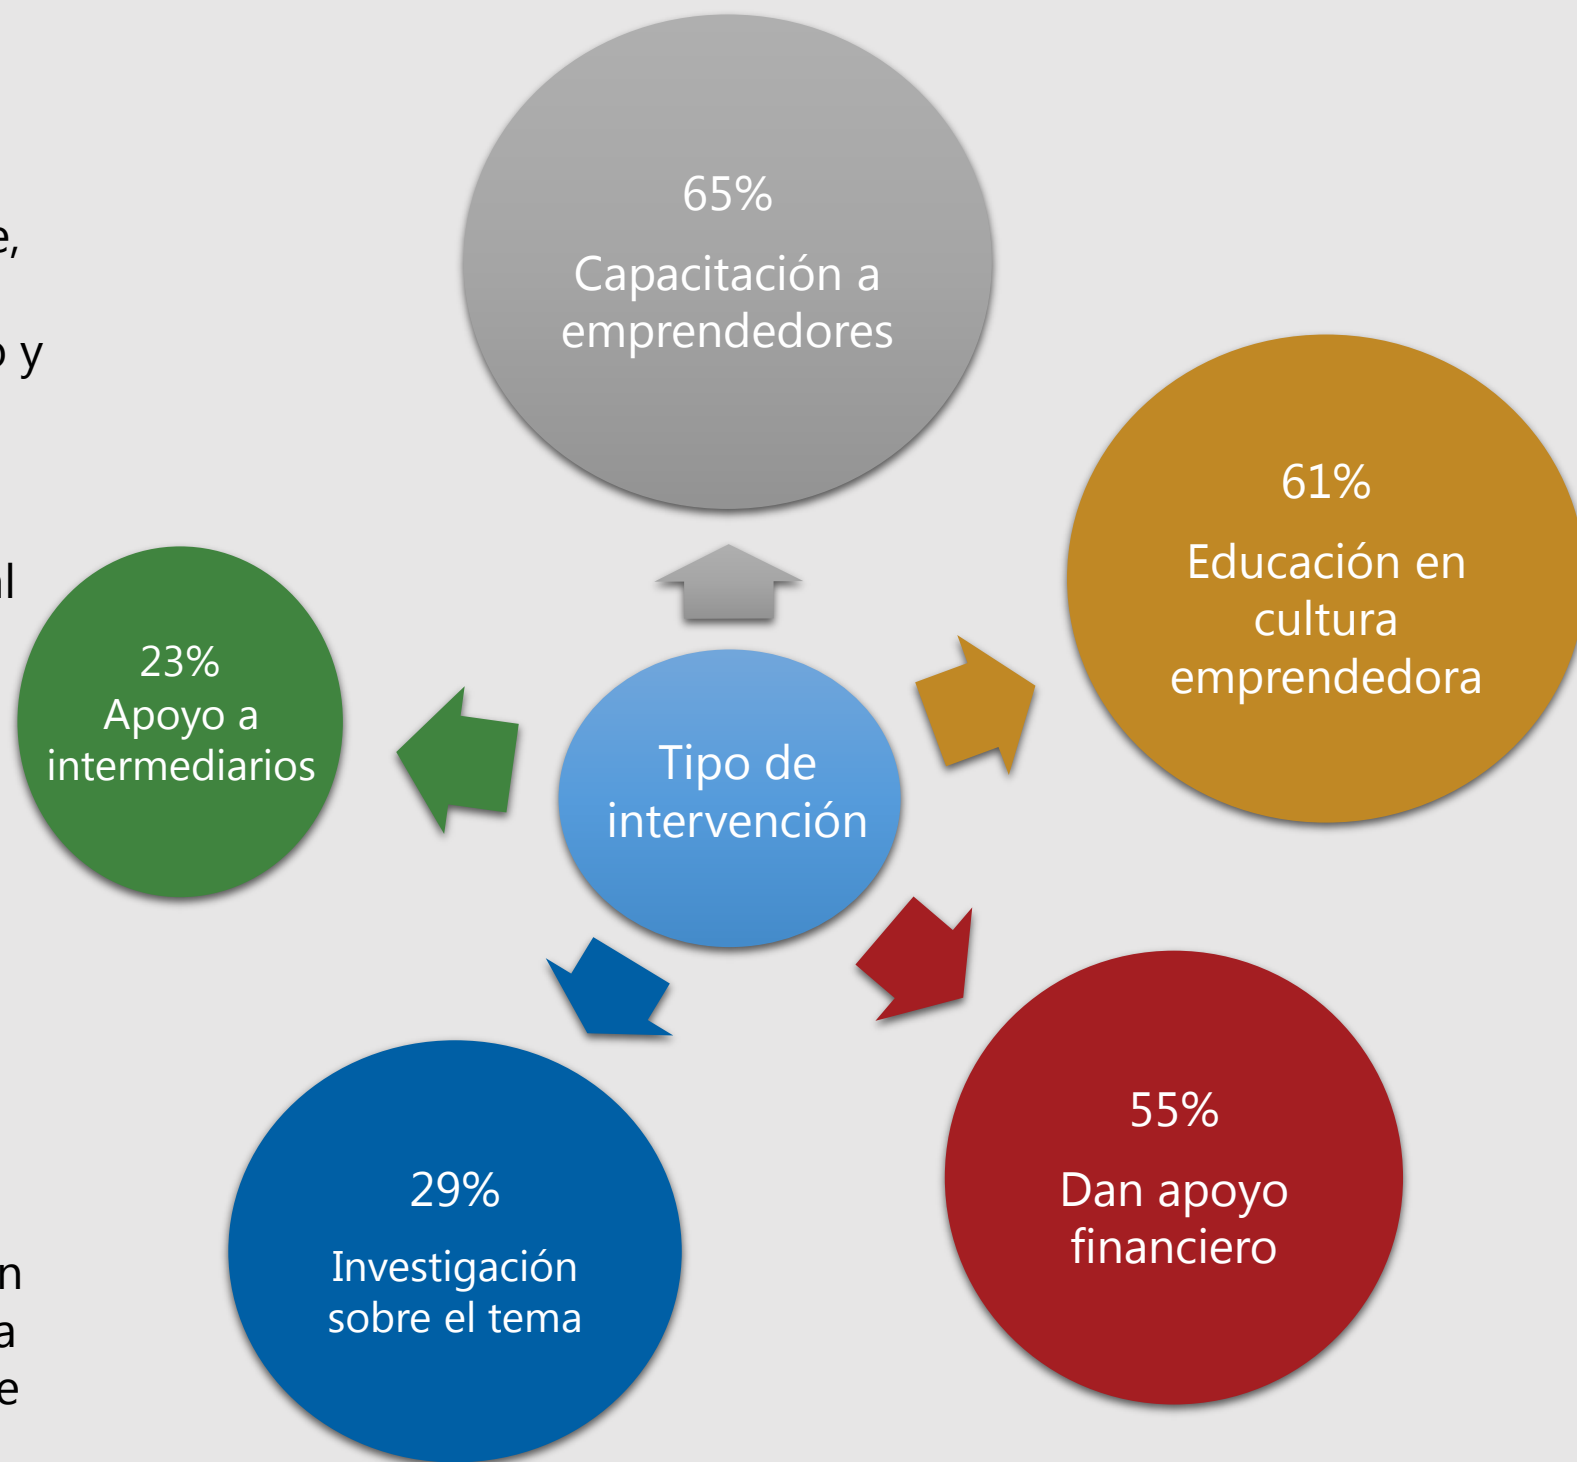 e,
o y
al
n
a
e
65%
Capacitación a
emprendedores
61%
Educación en
cultura
emprendedora
23%
Apoyo a
intermediarios
Tipo de
intervención
55%
Dan apoyo
financiero
29%
Investigación
sobre el tema